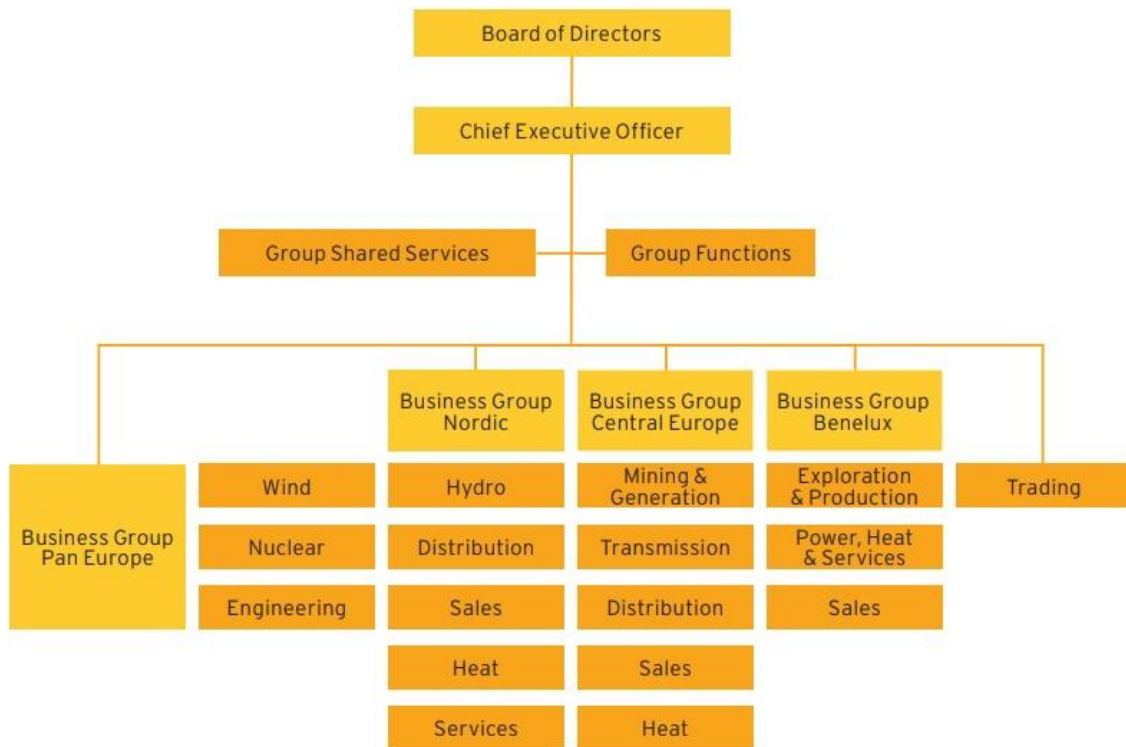 Board of Directors
Chief Executive Officer
Group Shared Services
Group Functions
Business Group
Nordic
Business Group
Central Europe
Business Group
Benelux
Business Group
Pan Europe
Wind
Nuclear
Engineering
Hydro
Distribution
Sales
Heat
Services
Mining &
Generation
Transmission
Distribution
Sales
Heat
Exploration
& Production
Power, Heat
& Services
Sales
Trading